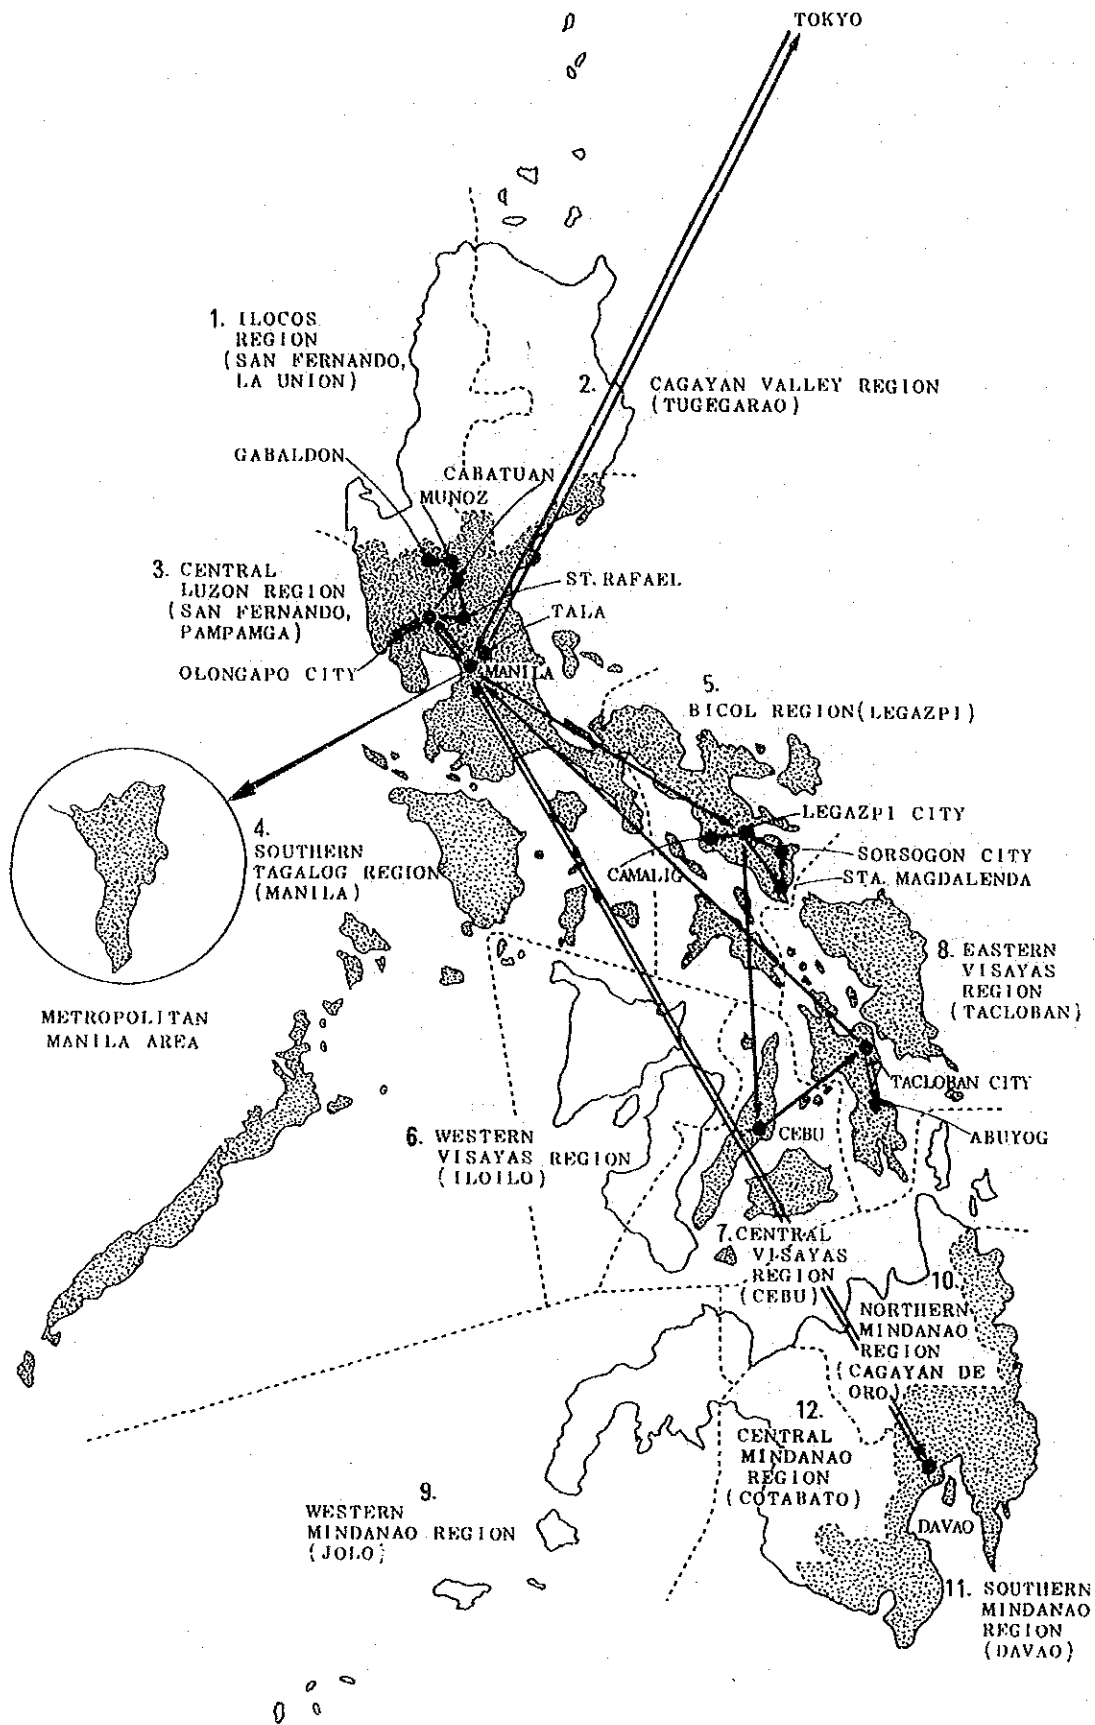 TOKYO
1. ILOCOS
REGION
(SAN FERNANDO,
LA UNION)
2. CAGAYAN VALLEY REGION
(TUGEGARAO)
GABALDON
CABATUAN
MUNOZ
3. CENTRAL
LUZON REGION
(SAN FERNANDO,
PAMPAMGA)
ST. RAFAEL
TALA
OLONGAPO CITY
MANILA
5.
BICOL REGION(LEGAZPI)
LEGAZPI CITY
4.
SOUTHERN
TAGALOG REGION
(MANILA)
SORSOGON CITY
CAMALIG
STA. MAGDALENDA
8. EASTERN
VISAYAS
REGION
(TACLOBAN)
METROPOLITAN
MANILA AREA
TACLOBAN CITY
6. WESTERN
VISAYAS REGION
(ILOILO)
CEBU
ABUYOG
7. CENTRAL
VISAYAS
REGION
(CEBU)
10.
NORTHERN
MINDANAO
REGION
(CAGAYAN DE
ORO)
12.
CENTRAL
MINDANAO
REGION
(COTABATO)
9.
WESTERN
MINDANAO REGION
(JOLO)
DAVAO
11. SOUTHERN
MINDANAO
REGION
(DAVAO)